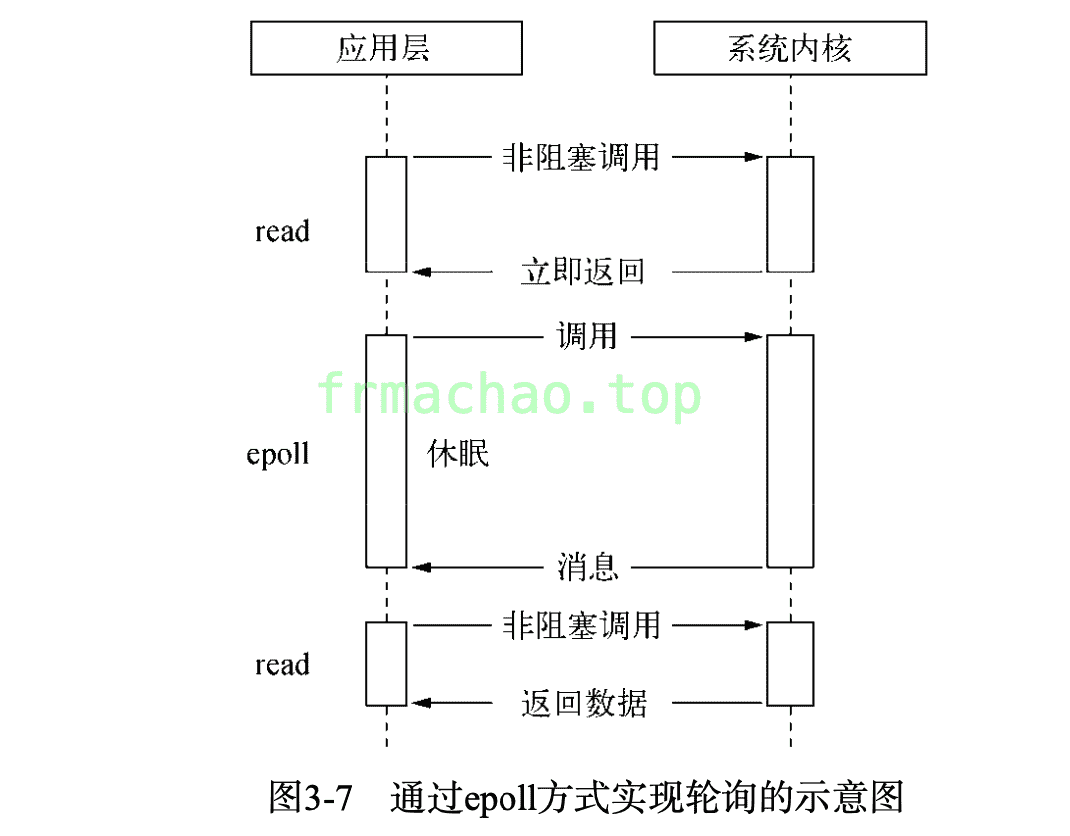 应用层
系统内核
非阻塞调用
read
立即返回
调用
frmachao.top
epoll
休眠
消息
非阻塞调用
read
返回数据
图3-7 通过epoll方式实现轮询的示意图